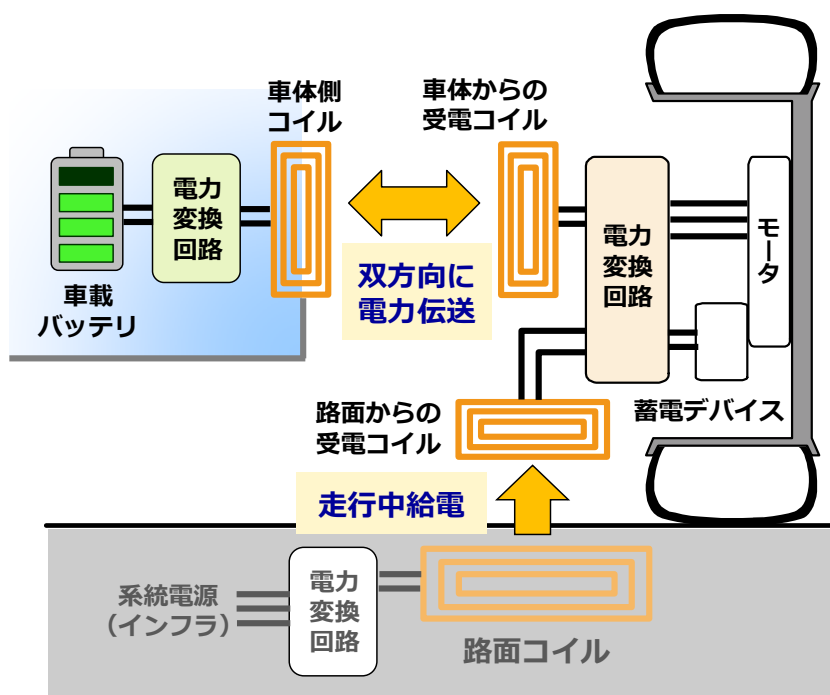 車体側
コイル
車体からの
受電コイル
電力
変換
回路
双方向に
電力伝送
電力
変換
回路
モータ
車載
バッテリ
路面からの
受電コイル
蓄電デバイス
走行中給電
系統電源
（インフラ）
電力
変換
回路
路面コイル